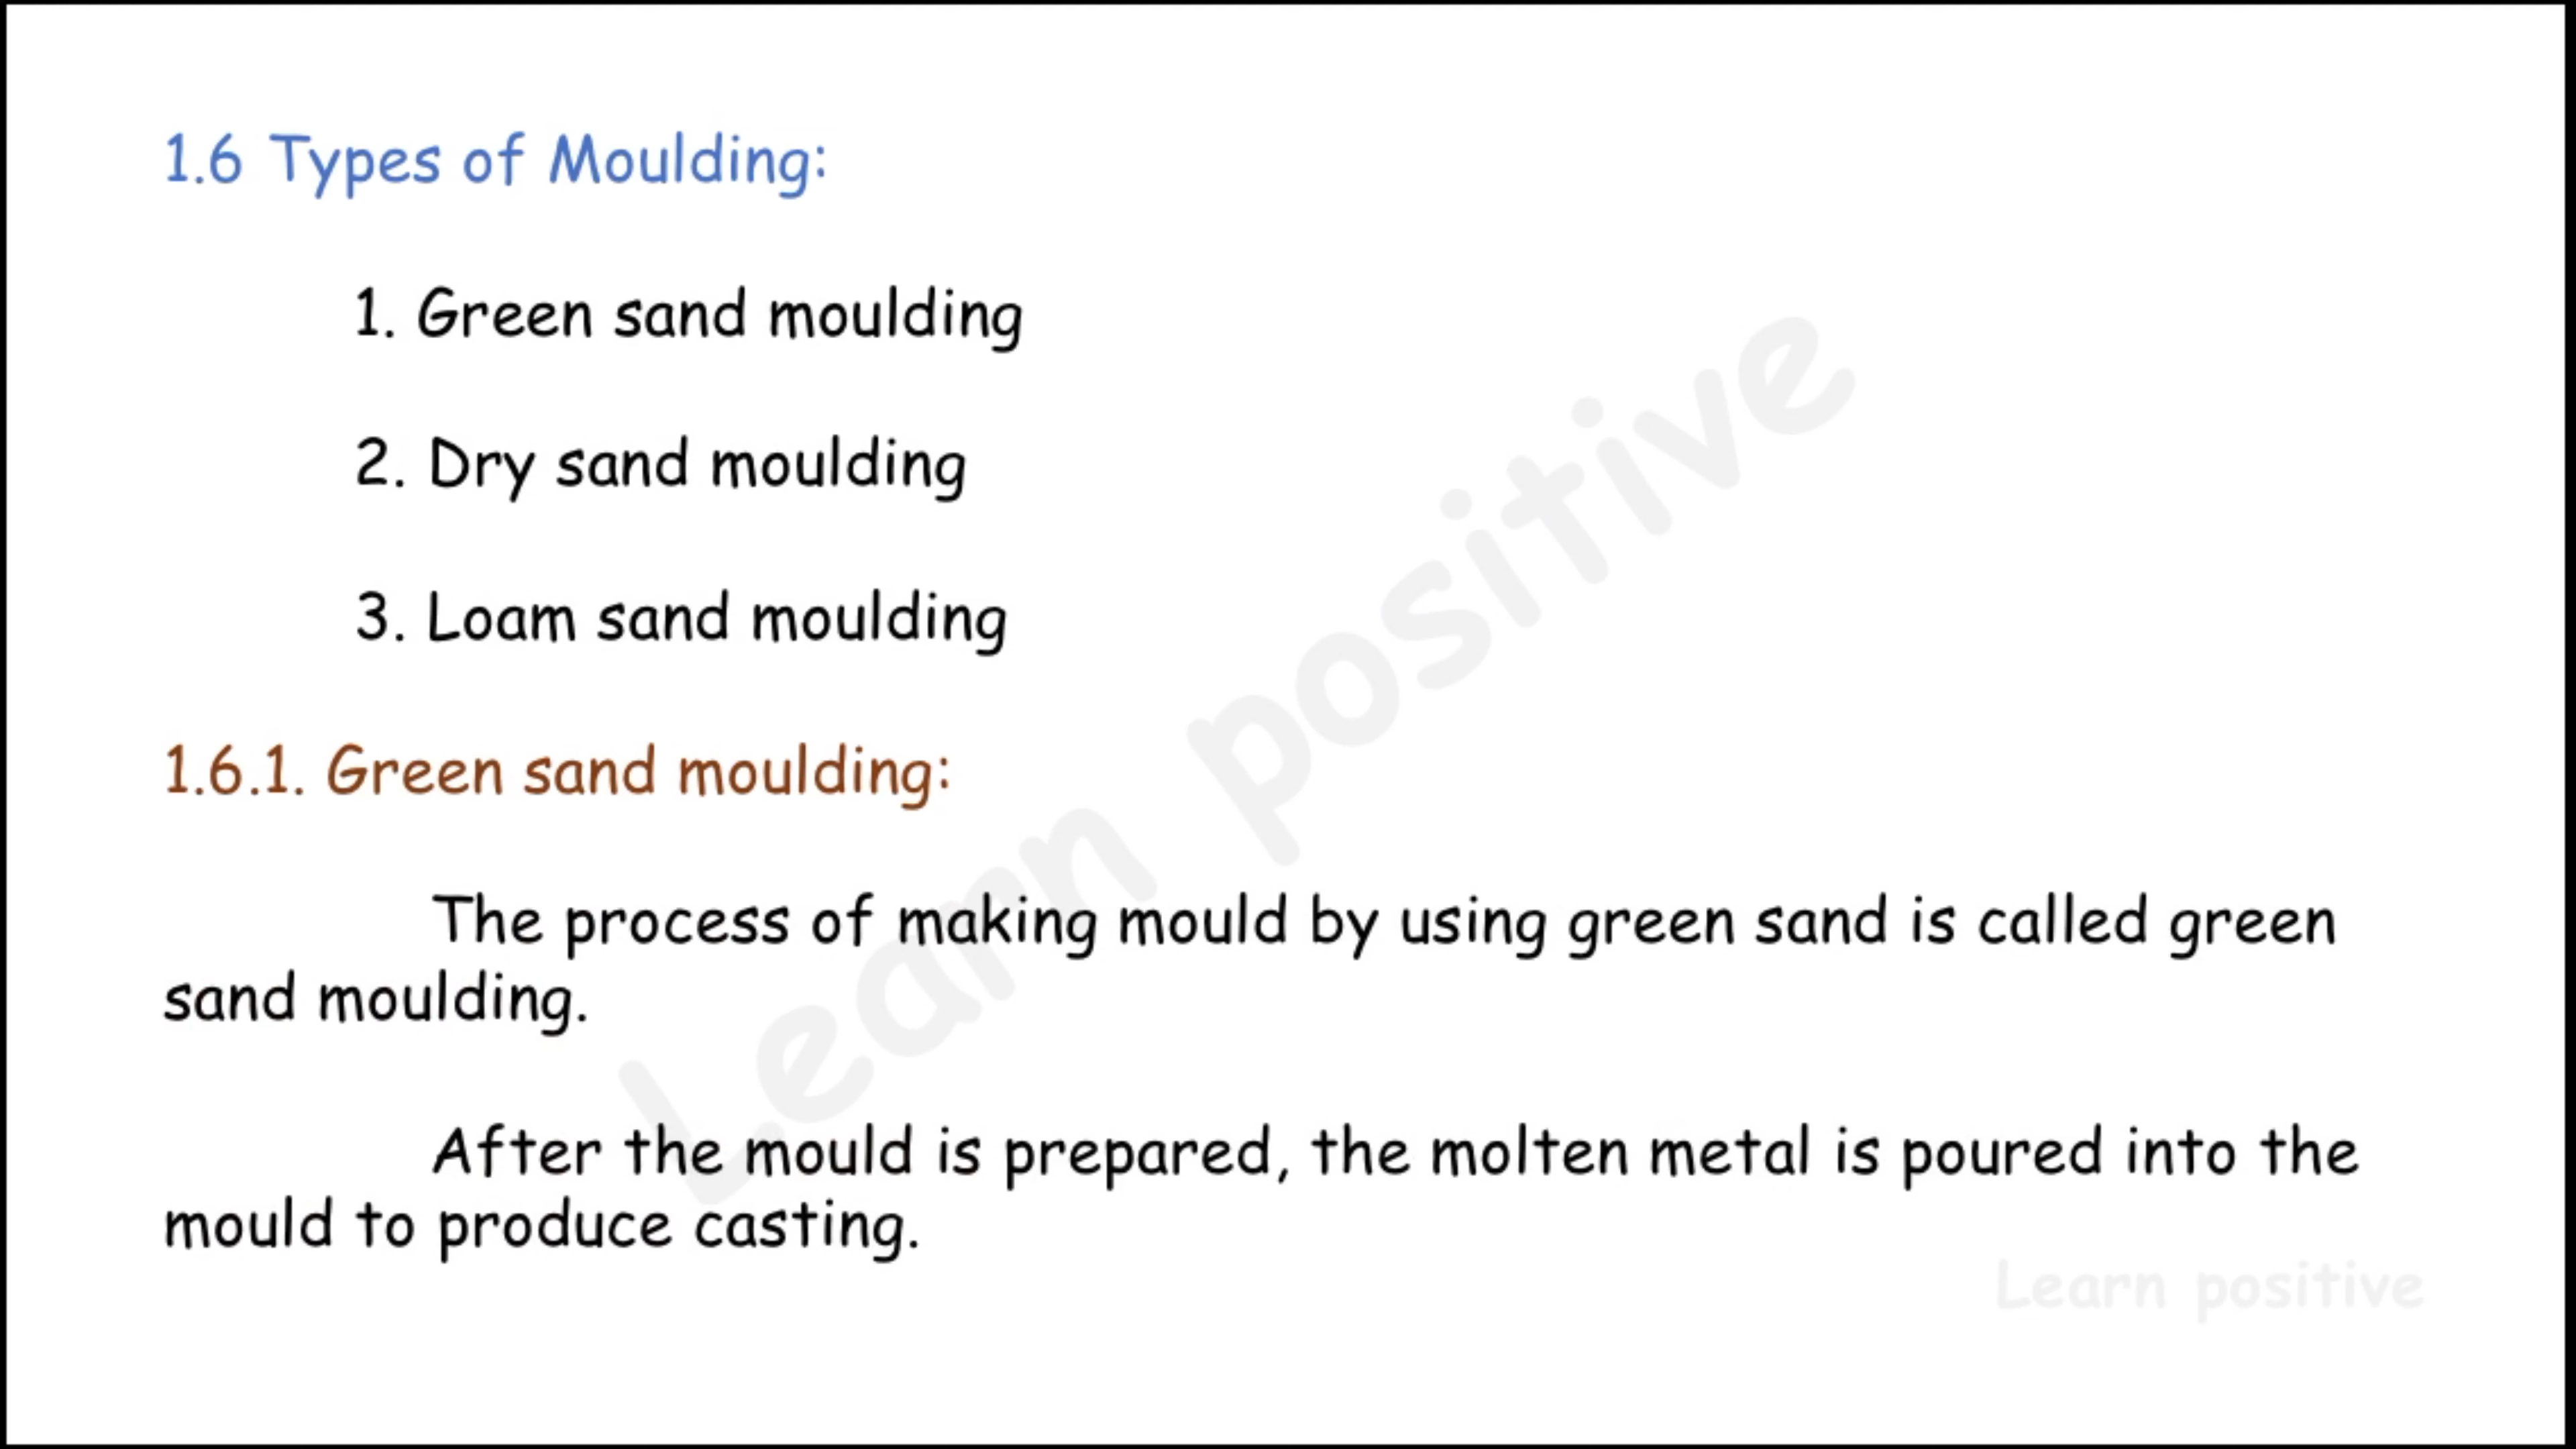 1.6 Types of Moulding:
1. Green sand moulding
2. Dry sand moulding
3. Loam sand moulding
1.6.1. Green sand moulding:
The process of making mould by using green sand is called green
sand moulding.
After the mould is prepared, the molten metal is poured into the
mould to produce casting.
Learn positive
Learn positive